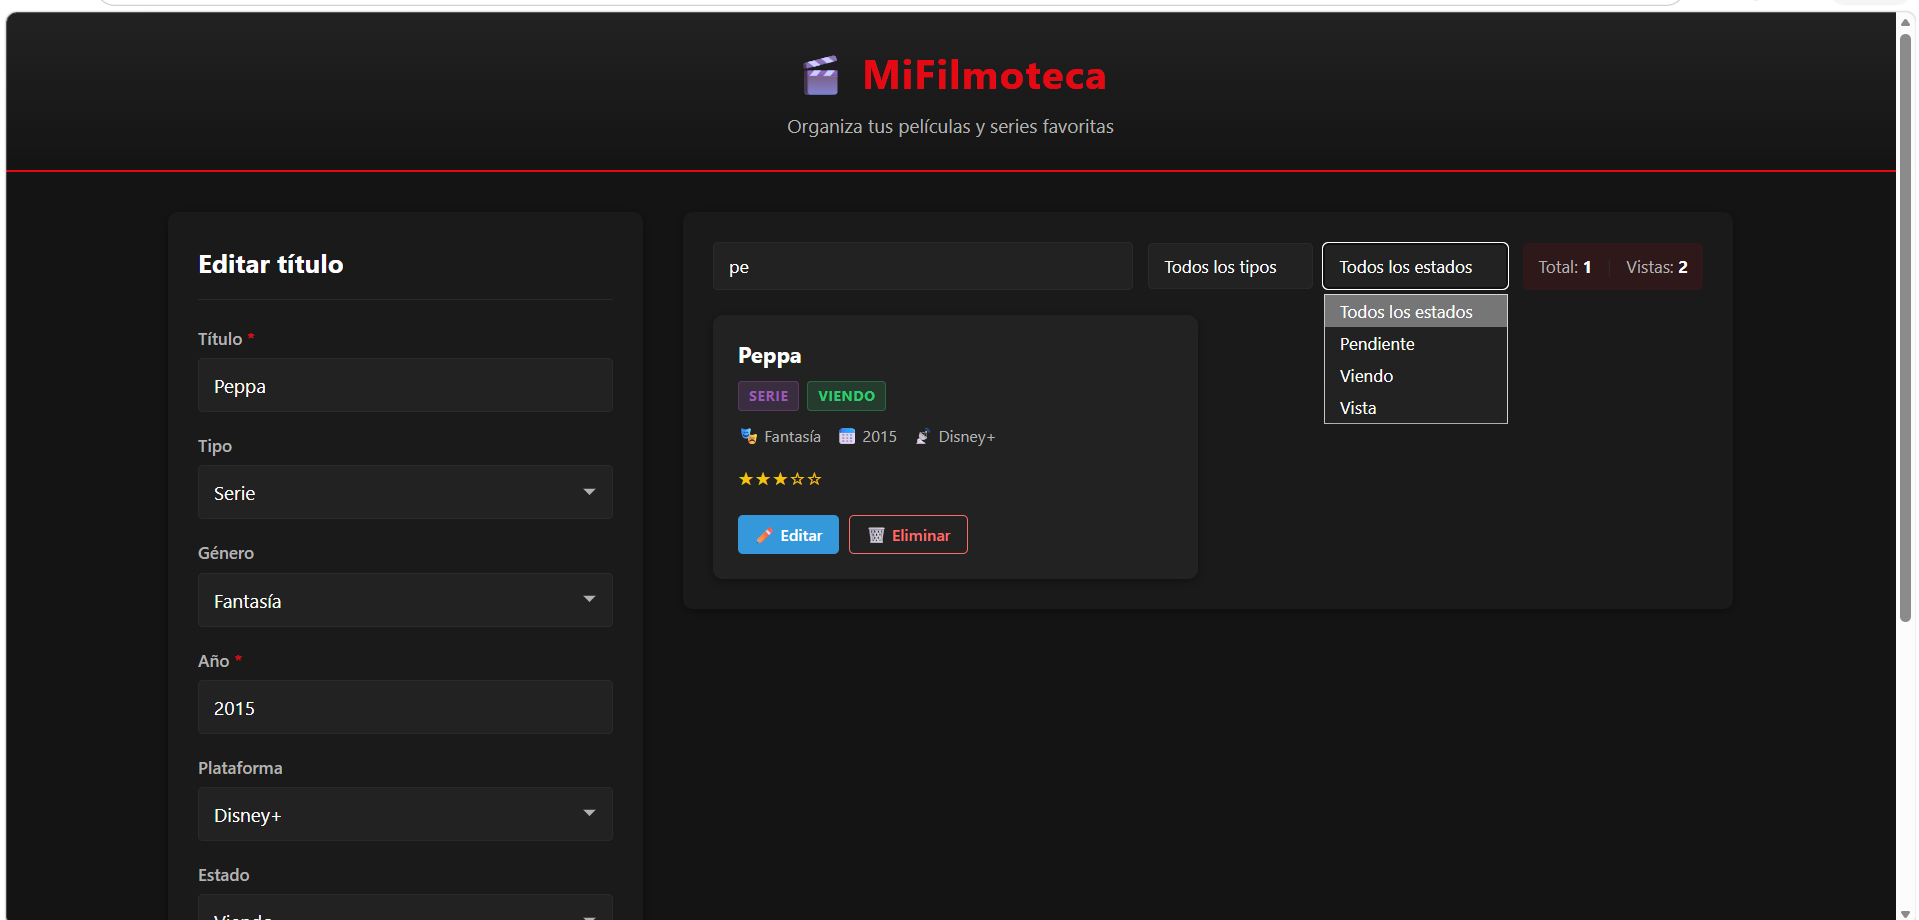 MiFilmoteca
Organiza tus películas y series favoritas
Editar título
Título *
Peppa
Tipo
Serie
Género
Fantasía
Año *
2015
Plataforma
Disney+
Estado
Viendo
pe
Todos los tipos
Todos los estados
Total: 1
Vistas: 2
Todos los estados
Pendiente
Viendo
Vista
Peppa
SERIE VIENDO
Fantasía 2015 Disney+
★★★☆☆
Editar Eliminar